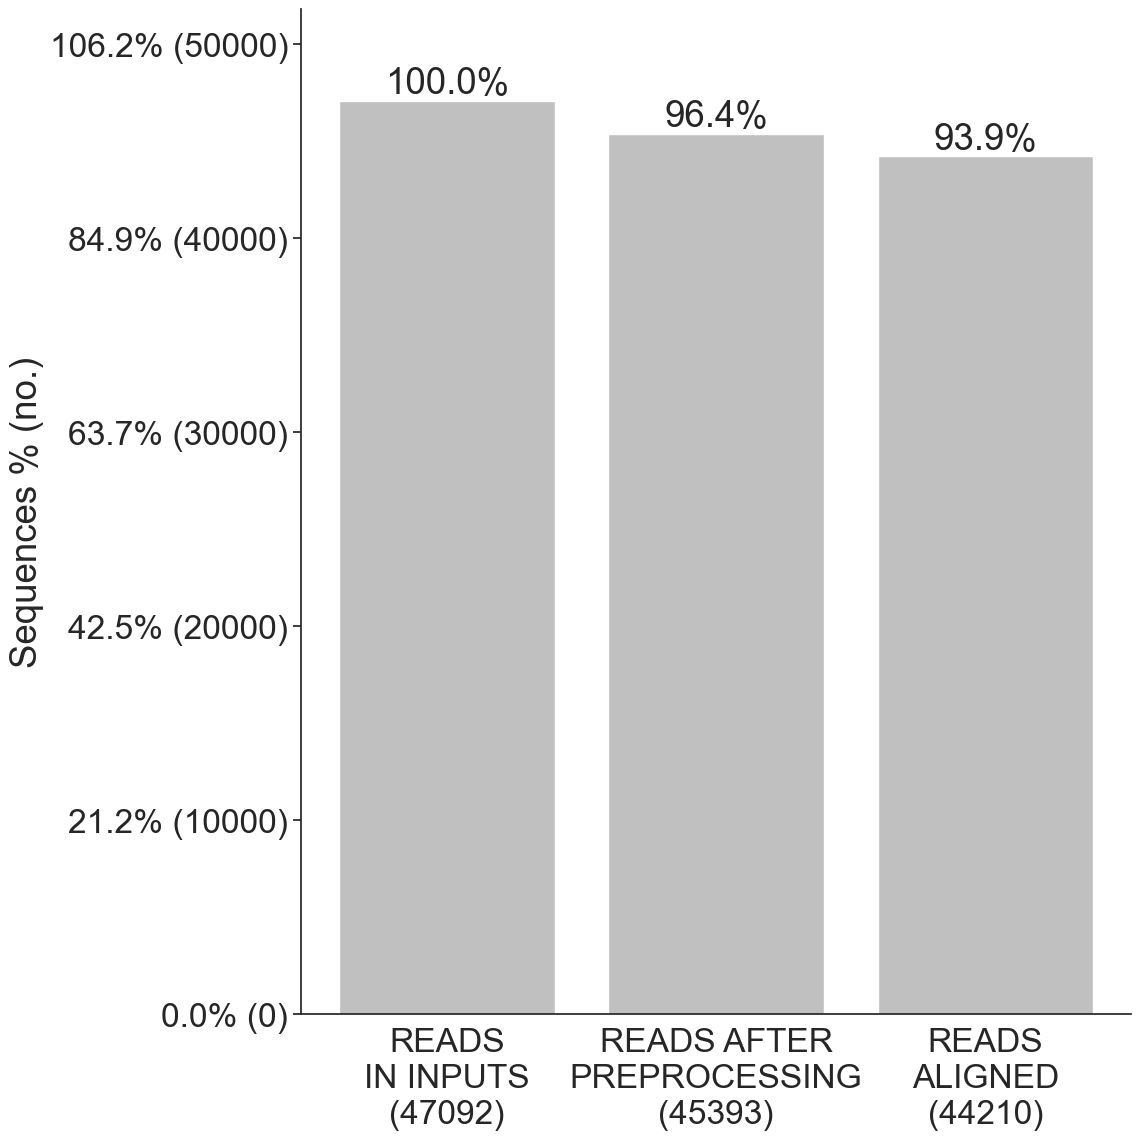 Sequences % (no.)
106.2% (50000)
84.9% (40000)
63.7% (30000)
42.5% (20000)
21.2% (10000)
0.0% (0)
100.0%
96.4%
93.9%
READS
IN INPUTS
(47092)
READS AFTER
PREPROCESSING
(45393)
READS
ALIGNED
(44210)